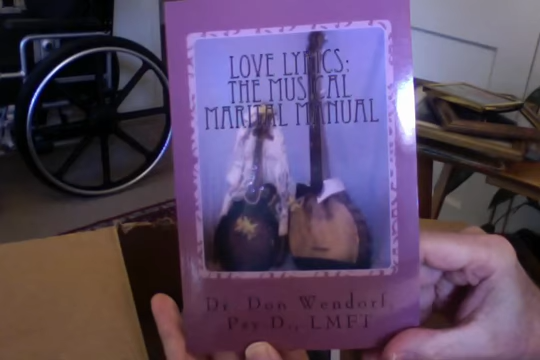 LOVE LYRICS:
THE MUSICAL
MARITAL MANUAL
Dr. Don Wendorf,
Psy.D., LMFT